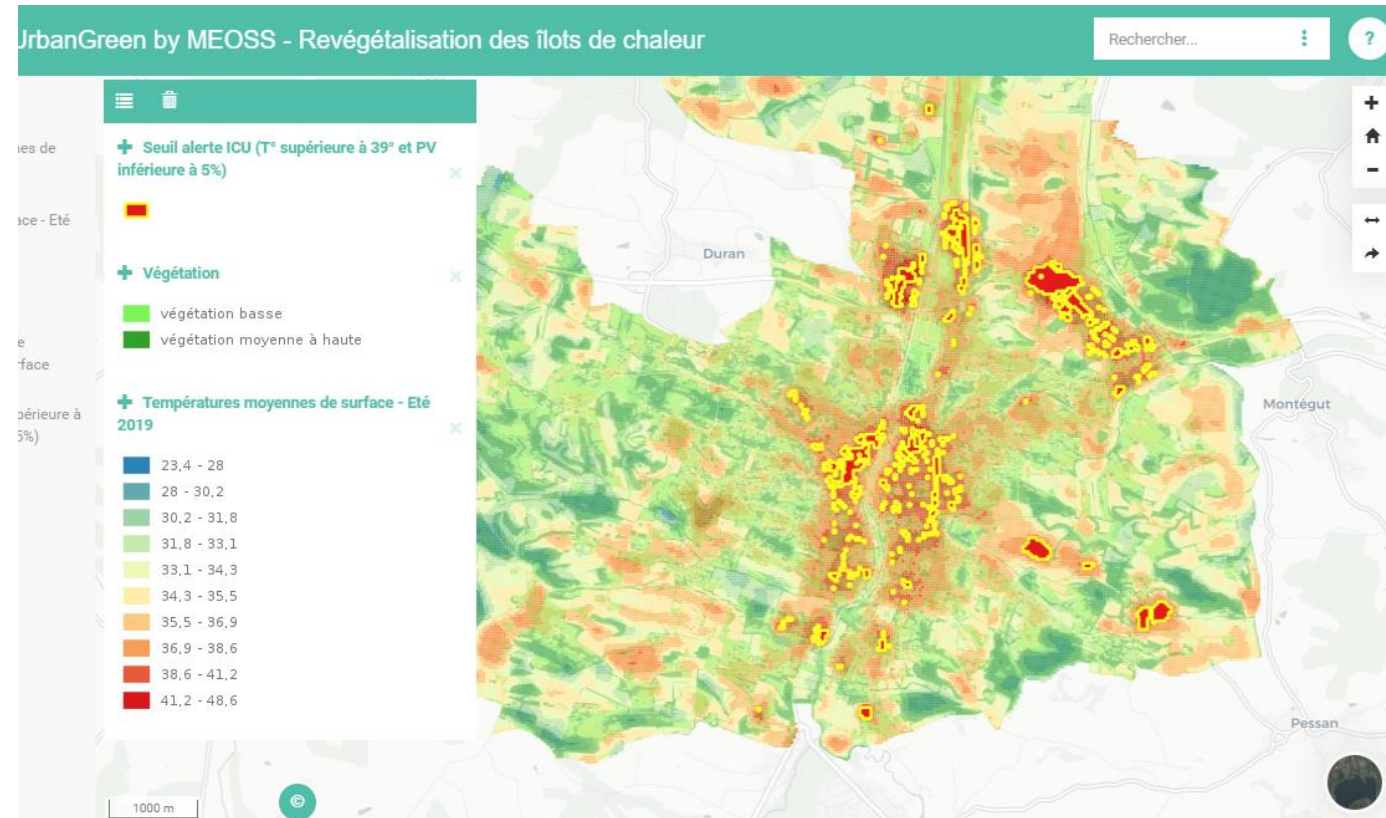 UrbanGreen by MEOSS - Revégétalisation des îlots de chaleur
Rechercher...
?
Seuil alerte ICU (T° supérieure à 39° et PV
inférieure à 5%)
Végétation
végétation basse
végétation moyenne à haute
Températures moyennes de surface - Eté
2019
23,4 - 28
28 - 30,2
30,2 - 31,8
31,8 - 33,1
33,1 - 34,3
34,3 - 35,5
35,5 - 36,9
36,9 - 38,6
38,6 - 41,2
41,2 - 48,6
Duran
Montégut
Pessan
1000 m
©